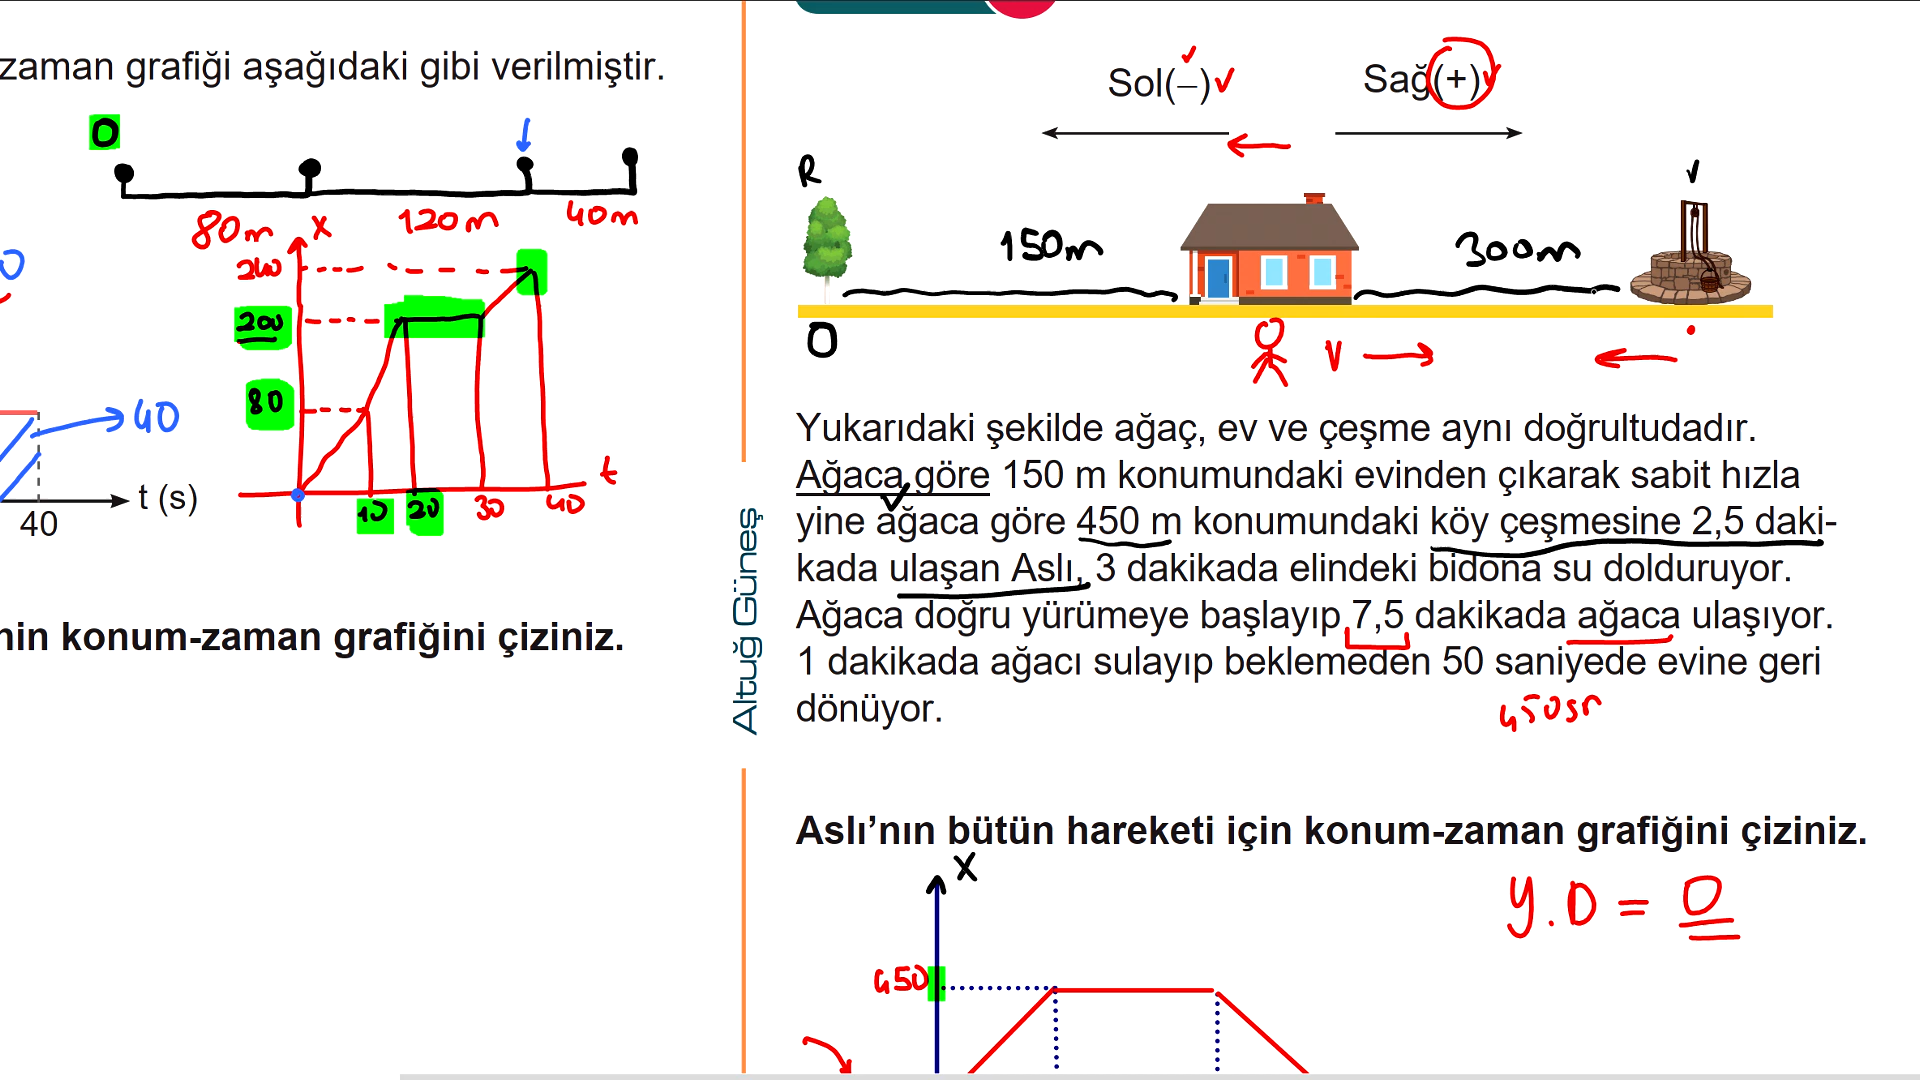 zaman grafiği aşağıdaki gibi verilmiştir.
O
80m
120m
40m
x
240
200
80
10
20
30
40
t
40
t (s)
40
nin konum-zaman grafiğini çiziniz.
Altuğ Güneş
Sol(–)
Sağ(+)
R
150m
300m
O
V
Yukarıdaki şekilde ağaç, ev ve çeşme aynı doğrultudadır.
Ağaca göre 150 m konumundaki evinden çıkarak sabit hızla
yine ağaca göre 450 m konumundaki köy çeşmesine 2,5 daki-
kada ulaşan Aslı, 3 dakikada elindeki bidona su dolduruyor.
Ağaca doğru yürümeye başlayıp 7,5 dakikada ağaca ulaşıyor.
1 dakikada ağacı sulayıp beklemeden 50 saniyede evine geri
dönüyor.
450sn
Aslı’nın bütün hareketi için konum-zaman grafiğini çiziniz.
x
y.D = 0
450